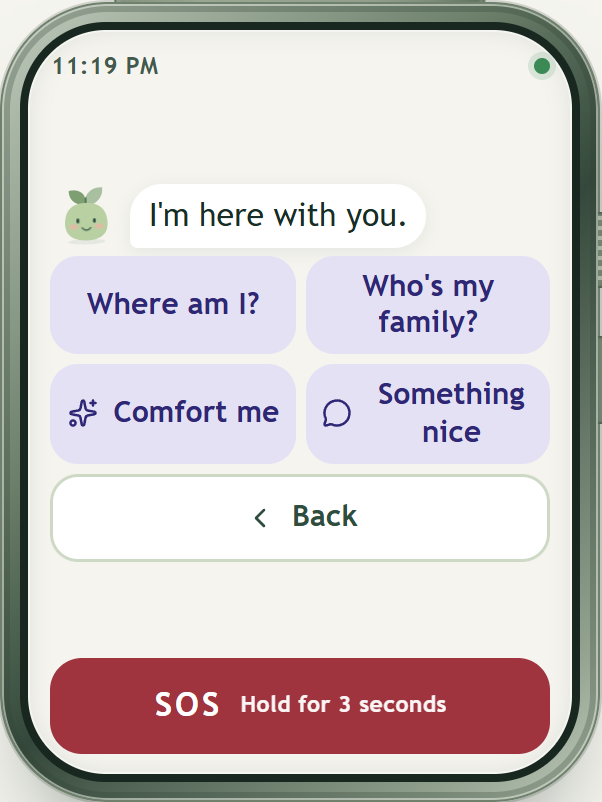 11:19 PM
I'm here with you.
Where am I?
Who's my
family?
Comfort me
Something
nice
Back
SOS Hold for 3 seconds